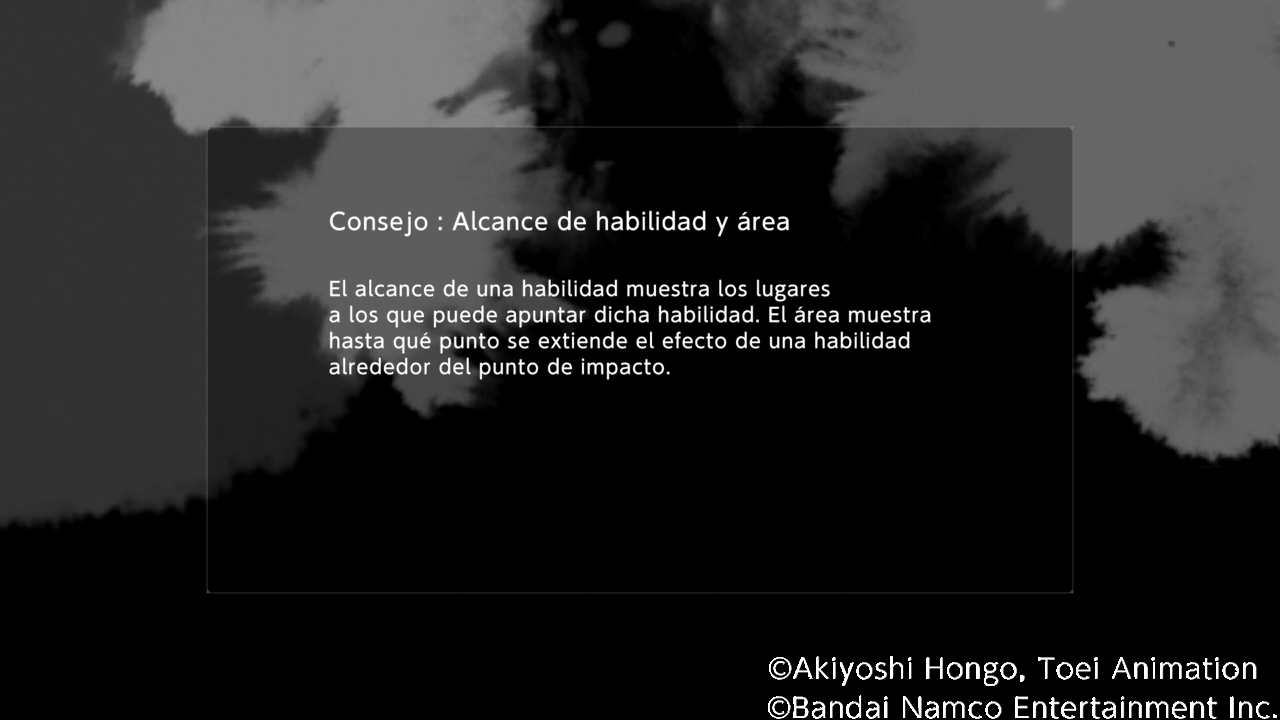 Consejo : Alcance de habilidad y área
El alcance de una habilidad muestra los lugares
a los que puede apuntar dicha habilidad. El área muestra
hasta qué punto se extiende el efecto de una habilidad
alrededor del punto de impacto.
©Akiyoshi Hongo, Toei Animation
©Bandai Namco Entertainment Inc.